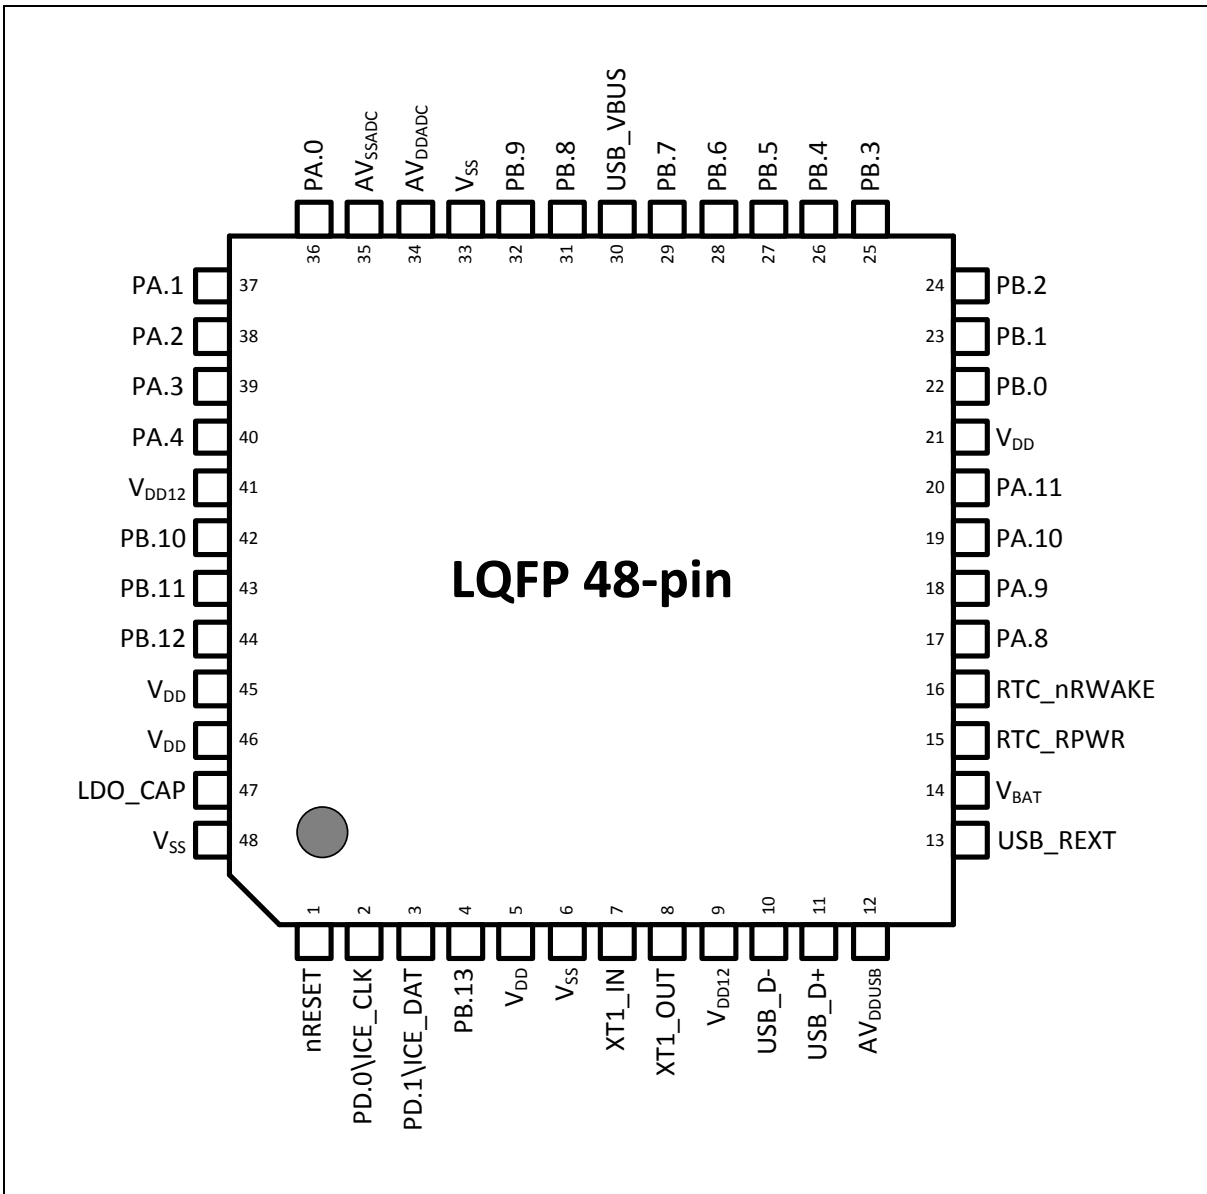 PA.0
AVSSADC
AVDDADC
VSS
PB.9
PB.8
USB_VBUS
PB.7
PB.6
PB.5
PB.4
PB.3
36
35
34
33
32
31
30
29
28
27
26
25
PA.1 37
PA.2 38
PA.3 39
PA.4 40
VDD12 41
PB.10 42
PB.11 43
PB.12 44
VDD 45
VDD 46
LDO_CAP 47
VSS 48
LQFP 48-pin
24 PB.2
23 PB.1
22 PB.0
21 VDD
20 PA.11
19 PA.10
18 PA.9
17 PA.8
16 RTC_nRWAKE
15 RTC_RPWR
14 VBAT
13 USB_REXT
1
2
3
4
5
6
7
8
9
10
11
12
nRESET
PD.0\ICE_CLK
PD.1\ICE_DAT
PB.13
VDD
VSS
XT1_IN
XT1_OUT
VDD12
USB_D-
USB_D+
AVDDUSB